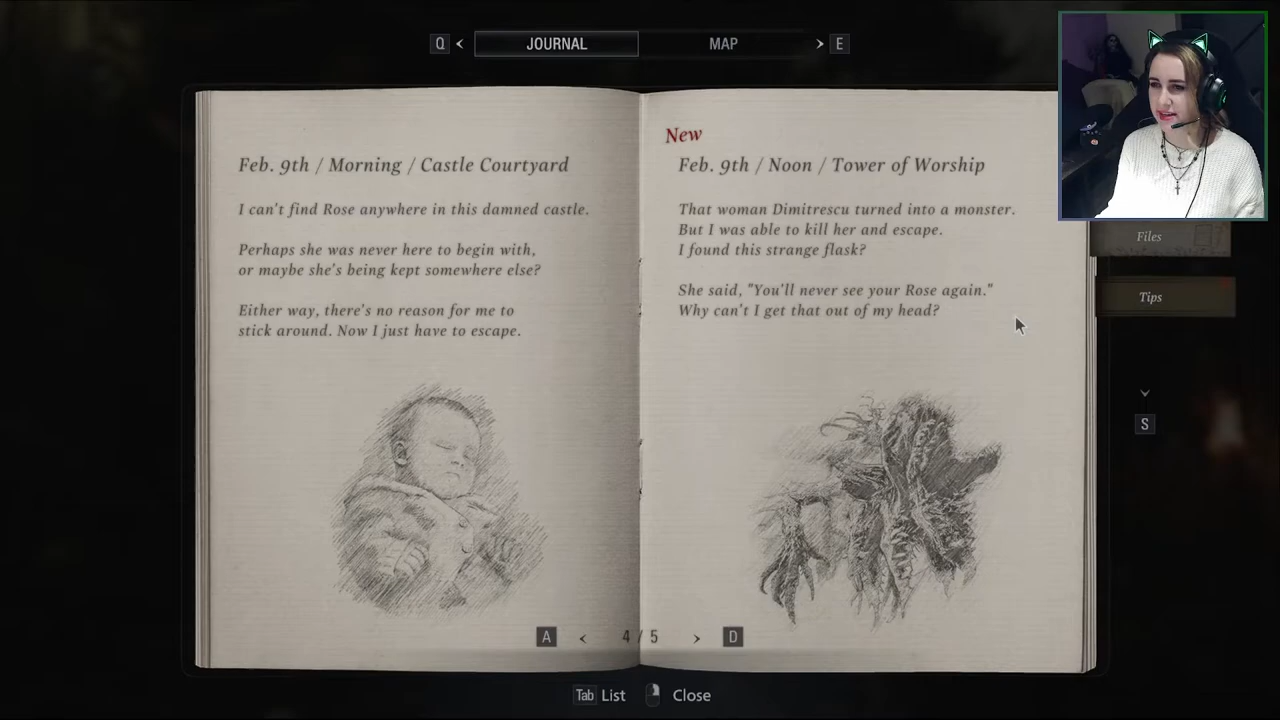 Q < JOURNAL MAP > E
Feb. 9th / Morning / Castle Courtyard
I can't find Rose anywhere in this damned castle.
Perhaps she was never here to begin with,
or maybe she's being kept somewhere else?
Either way, there's no reason for me to
stick around. Now I just have to escape.
New
Feb. 9th / Noon / Tower of Worship
That woman Dimitrescu turned into a monster.
But I was able to kill her and escape.
I found this strange flask?
She said, "You'll never see your Rose again."
Why can't I get that out of my head?
Files
Tips
S
A < 4 / 5 > D
Tab List Close